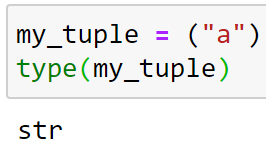 my_tuple = ("a")
type(my_tuple)
str